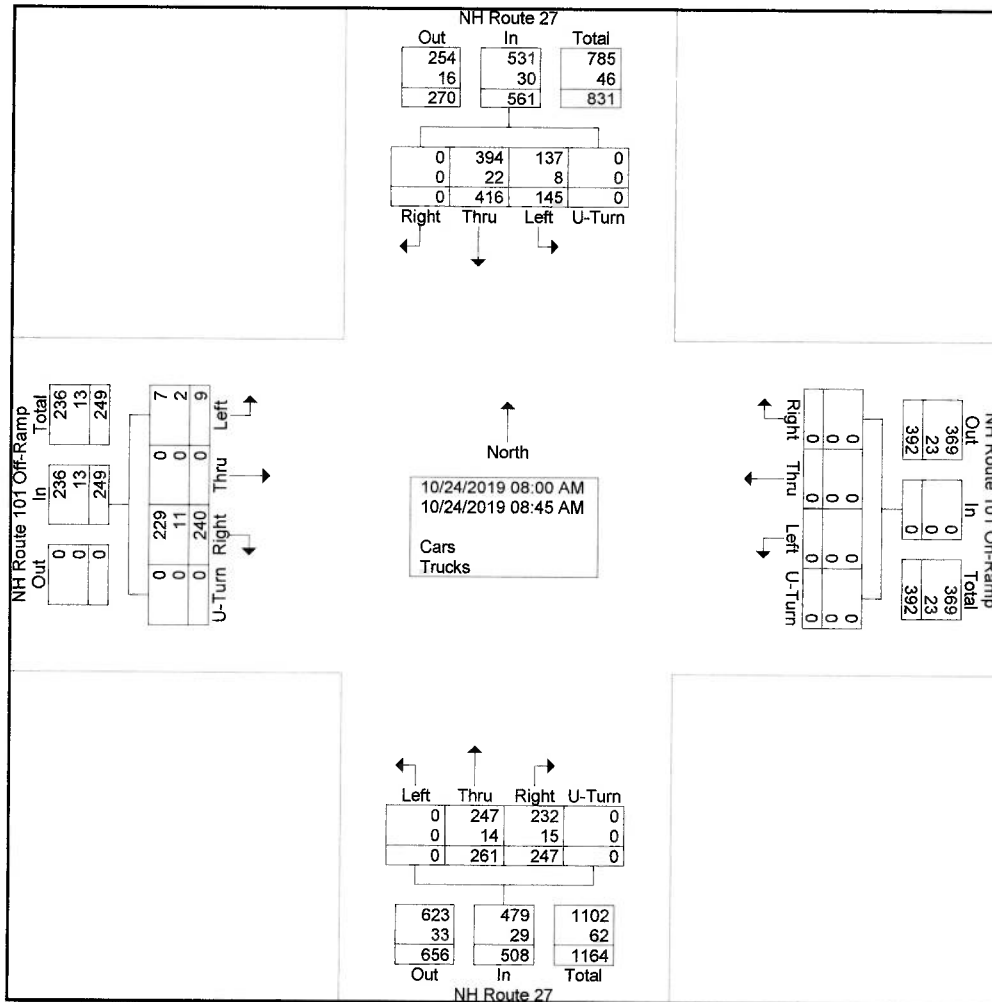 NH Route 27
Out In Total
254 531 785
16 30 46
270 561 831
0 394 137 0
0 22 8 0
0 416 145 0
Right Thru Left U-Turn
NH Route 101 Off-Ramp
Total In Out
236 236 0
13 13 0
249 249 0
7 0 229 0
2 0 11 0
9 0 240 0
Left Thru Right U-Turn
North
10/24/2019 08:00 AM
10/24/2019 08:45 AM
Cars
Trucks
Right Thru Left U-Turn
0 0 0 0
0 0 0 0
0 0 0 0
NH Route 101 Off-Ramp
Out In Total
369 0 369
23 0 23
392 0 392
Left Thru Right U-Turn
0 247 232 0
0 14 15 0
0 261 247 0
623 479 1102
33 29 62
656 508 1164
Out In Total
NH Route 27